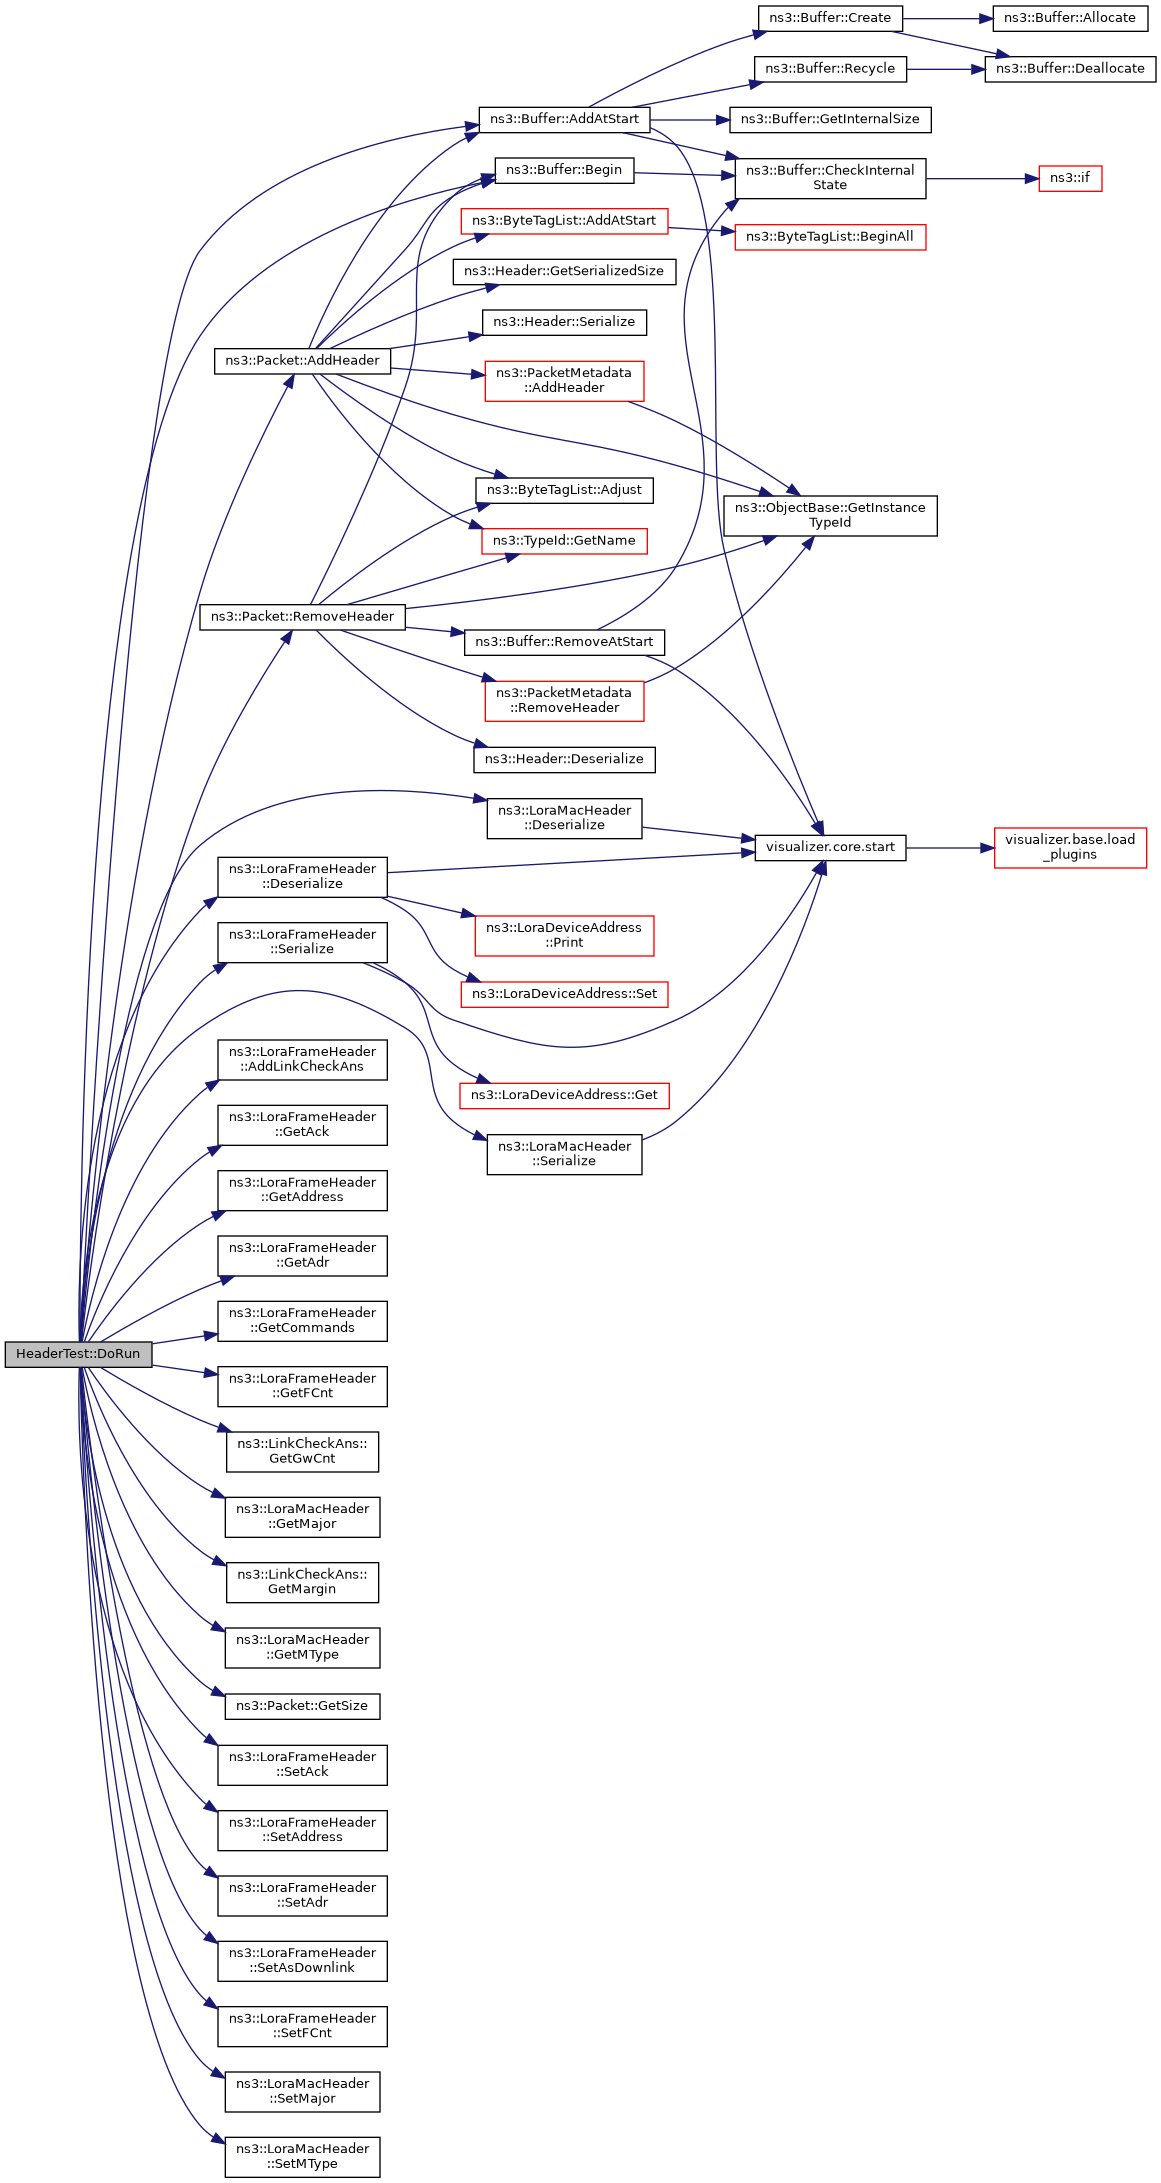 ns3::Buffer::Create
ns3::Buffer::Allocate
ns3::Buffer::Recycle
ns3::Buffer::Deallocate
ns3::Buffer::AddAtStart
ns3::Buffer::GetInternalSize
ns3::Buffer::Begin
ns3::Buffer::CheckInternal
State
ns3::if
ns3::ByteTagList::AddAtStart
ns3::ByteTagList::BeginAll
ns3::Header::GetSerializedSize
ns3::Header::Serialize
ns3::Packet::AddHeader
ns3::PacketMetadata
::AddHeader
ns3::ByteTagList::Adjust
ns3::ObjectBase::GetInstance
TypeId
ns3::TypeId::GetName
ns3::Packet::RemoveHeader
ns3::Buffer::RemoveAtStart
ns3::PacketMetadata
::RemoveHeader
ns3::Header::Deserialize
ns3::LoraMacHeader
::Deserialize
visualizer.core.start
visualizer.base.load
_plugins
ns3::LoraFrameHeader
::Deserialize
ns3::LoraDeviceAddress
::Print
ns3::LoraFrameHeader
::Serialize
ns3::LoraDeviceAddress::Set
ns3::LoraFrameHeader
::AddLinkCheckAns
ns3::LoraDeviceAddress::Get
ns3::LoraFrameHeader
::GetAck
ns3::LoraMacHeader
::Serialize
ns3::LoraFrameHeader
::GetAddress
ns3::LoraFrameHeader
::GetAdr
ns3::LoraFrameHeader
::GetCommands
HeaderTest::DoRun
ns3::LoraFrameHeader
::GetFCnt
ns3::LinkCheckAns::
GetGwCnt
ns3::LoraMacHeader
::GetMajor
ns3::LinkCheckAns::
GetMargin
ns3::LoraMacHeader
::GetMType
ns3::Packet::GetSize
ns3::LoraFrameHeader
::SetAck
ns3::LoraFrameHeader
::SetAddress
ns3::LoraFrameHeader
::SetAdr
ns3::LoraFrameHeader
::SetAsDownlink
ns3::LoraFrameHeader
::SetFCnt
ns3::LoraMacHeader
::SetMajor
ns3::LoraMacHeader
::SetMType